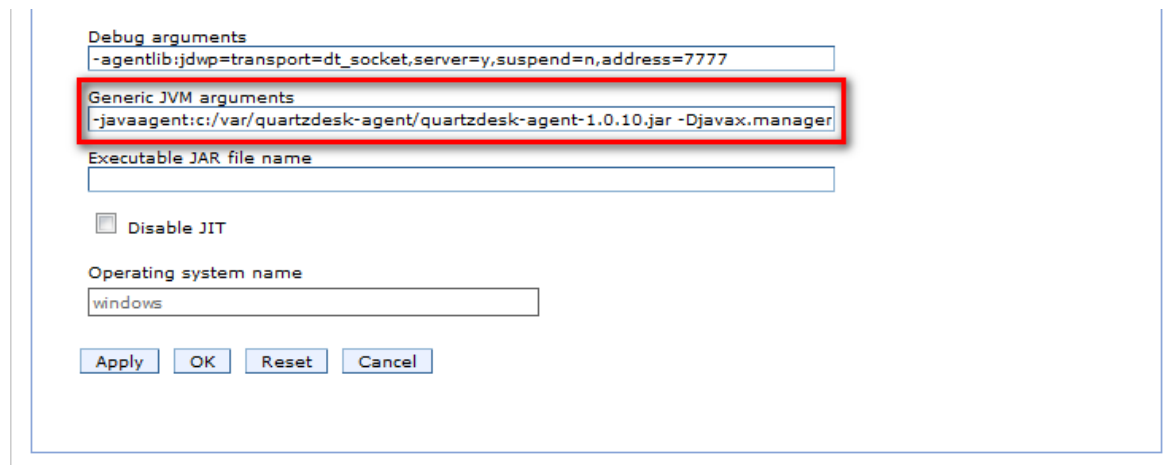 Debug arguments
-agentlib:jdwp=transport=dt_socket,server=y,suspend=n,address=7777
Generic JVM arguments
-javaagent:c:/var/quartzdesk-agent/quartzdesk-agent-1.0.10.jar -Djavax.manager
Executable JAR file name
Disable JIT
Operating system name
windows
Apply OK Reset Cancel